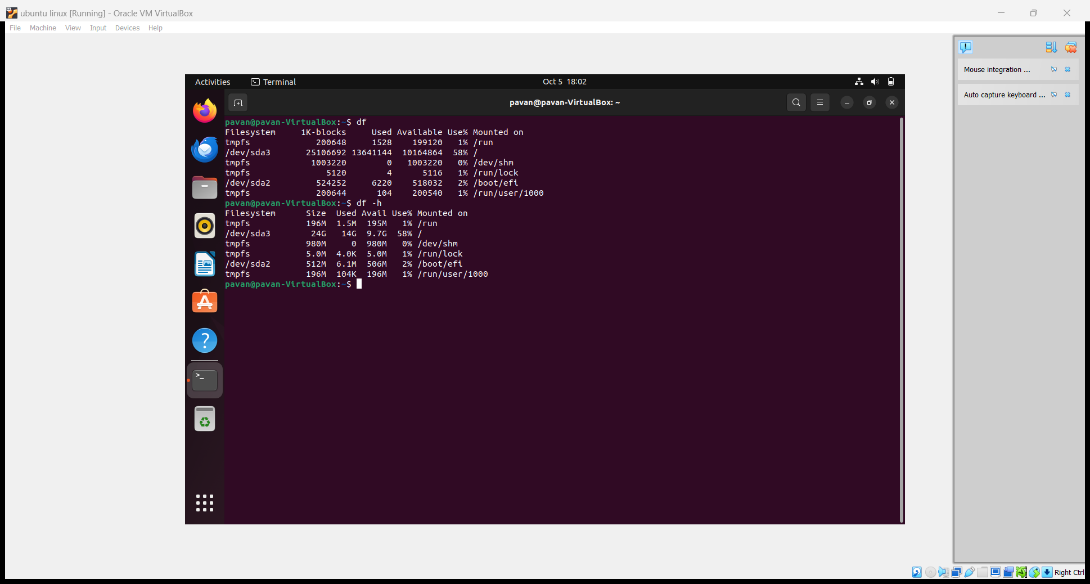 ubuntu linux [Running] - Oracle VM VirtualBox
File Machine View Input Devices Help
Mouse integration ...
Auto capture keyboard ...
Activities Terminal Oct 5 18:02
pavan@pavan-VirtualBox: ~
pavan@pavan-VirtualBox:~$ df
Filesystem     1K-blocks     Used Available Use% Mounted on
tmpfs             200648     1528    199120   1% /run
/dev/sda3       25106692 13641144  10164864  58% /
tmpfs            1003220        0   1003220   0% /dev/shm
tmpfs               5120        4      5116   1% /run/lock
/dev/sda2         524252     6220    518032   2% /boot/efi
tmpfs             200644      104    200540   1% /run/user/1000
pavan@pavan-VirtualBox:~$ df -h
Filesystem      Size  Used Avail Use% Mounted on
tmpfs           196M  1.5M  195M   1% /run
/dev/sda3        24G   14G  9.7G  58% /
tmpfs           980M     0  980M   0% /dev/shm
tmpfs           5.0M  4.0K  5.0M   1% /run/lock
/dev/sda2       512M  6.1M  506M   2% /boot/efi
tmpfs           196M  104K  196M   1% /run/user/1000
pavan@pavan-VirtualBox:~$
Right Ctrl